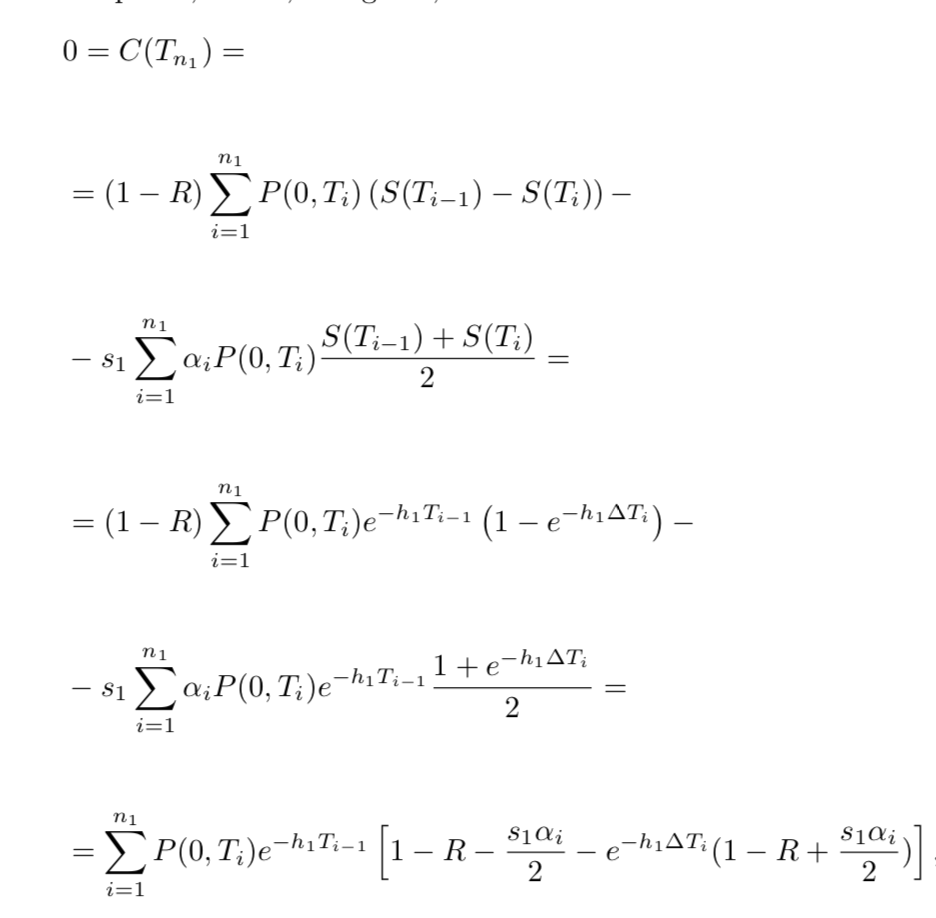 0 = C(T_{n_1}) =
= (1 − R) \sum_{i=1}^{n_1} P(0, T_i) (S(T_{i−1}) − S(T_i)) −
− s_1 \sum_{i=1}^{n_1} α_i P(0, T_i) \frac{S(T_{i−1}) + S(T_i)}{2} =
= (1 − R) \sum_{i=1}^{n_1} P(0, T_i) e^{−h_1 T_{i−1}} (1 − e^{−h_1 ΔT_i}) −
− s_1 \sum_{i=1}^{n_1} α_i P(0, T_i) e^{−h_1 T_{i−1}} \frac{1 + e^{−h_1 ΔT_i}}{2} =
= \sum_{i=1}^{n_1} P(0, T_i) e^{−h_1 T_{i−1}} [1 − R − \frac{s_1 α_i}{2} − e^{−h_1 ΔT_i} (1 − R + \frac{s_1 α_i}{2})]